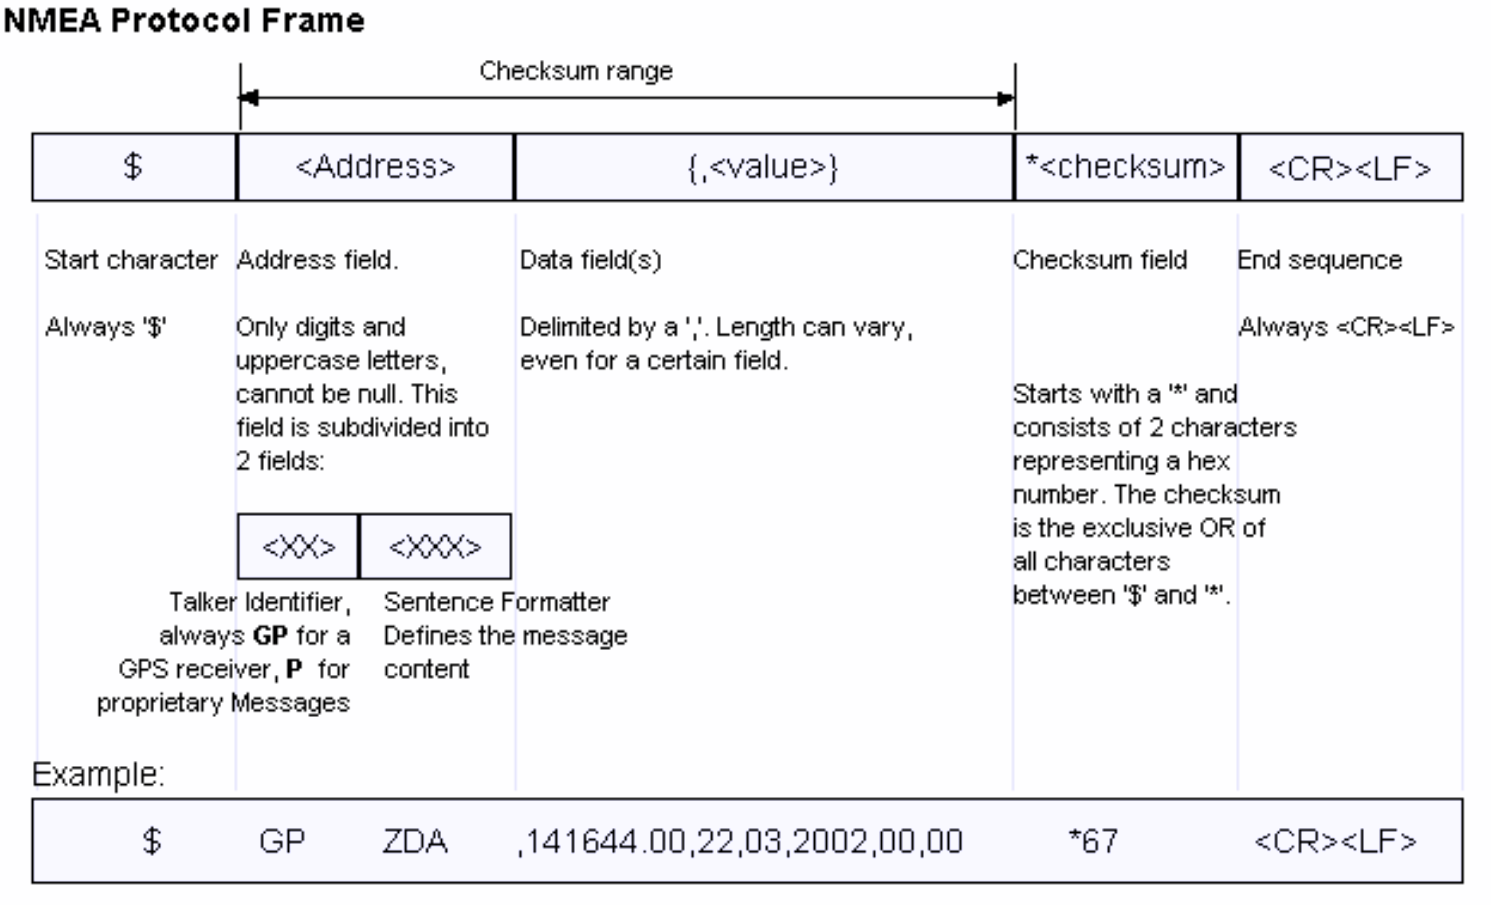 NMEA Protocol Frame
Checksum range
$ <Address> {,<value>} *<checksum> <CR><LF>
Start character Address field. Data field(s) Checksum field End sequence
Always '$'
Only digits and
uppercase letters,
cannot be null. This
field is subdivided into
2 fields:
Delimited by a ','. Length can vary,
even for a certain field.
Always <CR><LF>
Starts with a '*' and
consists of 2 characters
representing a hex
number. The checksum
is the exclusive OR of
all characters
between '$' and '*'.
<XX> <XXX>
Talker Identifier,
always GP for a
GPS receiver, P for
proprietary Messages
Sentence Formatter
Defines the message
content
Example:
$ GP ZDA ,141644.00,22,03,2002,00,00 *67 <CR><LF>